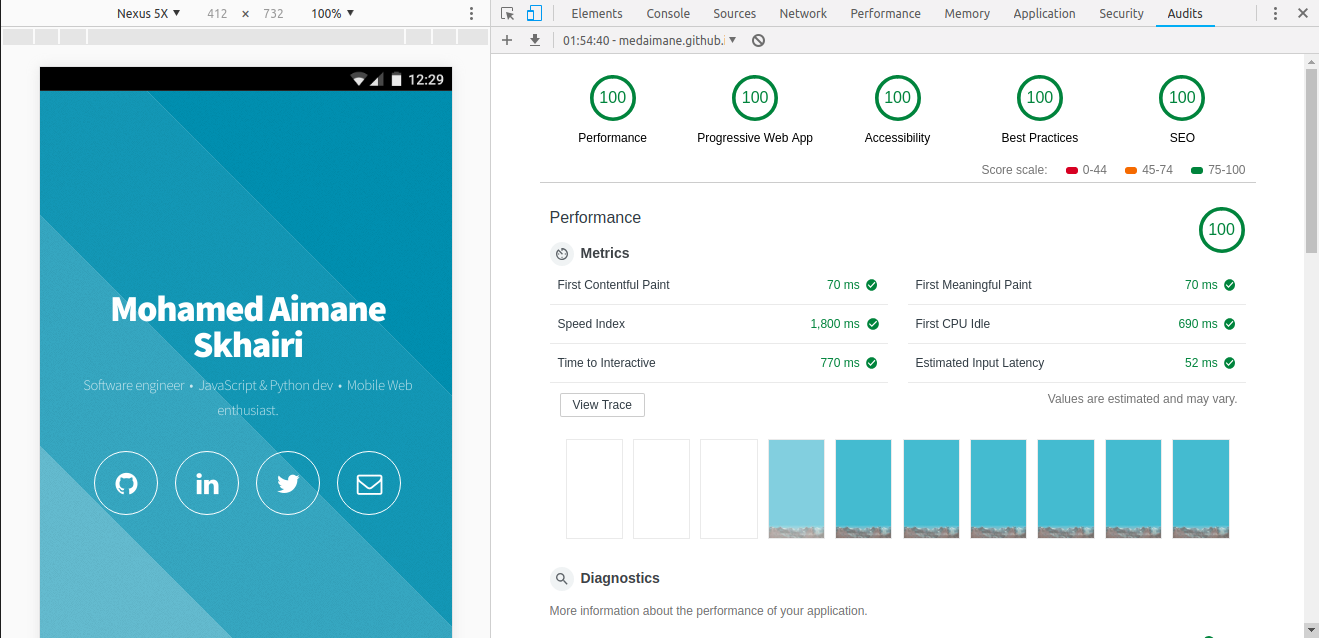 Nexus 5X ▼ 412 × 732 100% ▼
12:29
Mohamed Aimane
Skhairi
Software engineer • JavaScript & Python dev • Mobile Web
enthusiast.
Elements Console Sources Network Performance Memory Application Security Audits
01:54:40 - medaimane.github.i
100 100 100 100 100
Performance Progressive Web App Accessibility Best Practices SEO
Score scale: 0-44 45-74 75-100
Performance 100
Metrics
First Contentful Paint 70 ms First Meaningful Paint 70 ms
Speed Index 1,800 ms First CPU Idle 690 ms
Time to Interactive 770 ms Estimated Input Latency 52 ms
View Trace Values are estimated and may vary.
Diagnostics
More information about the performance of your application.